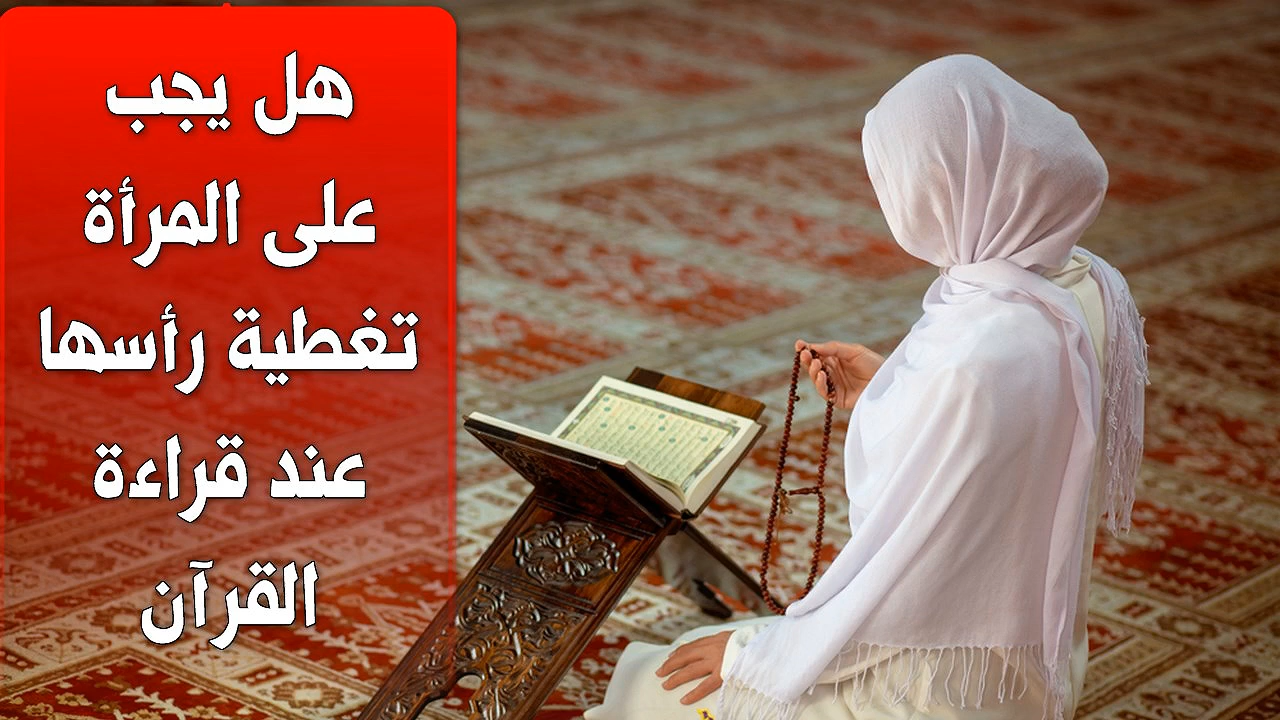 هل يجب
على المرأة
تغطية رأسها
عند قراءة
القرآن